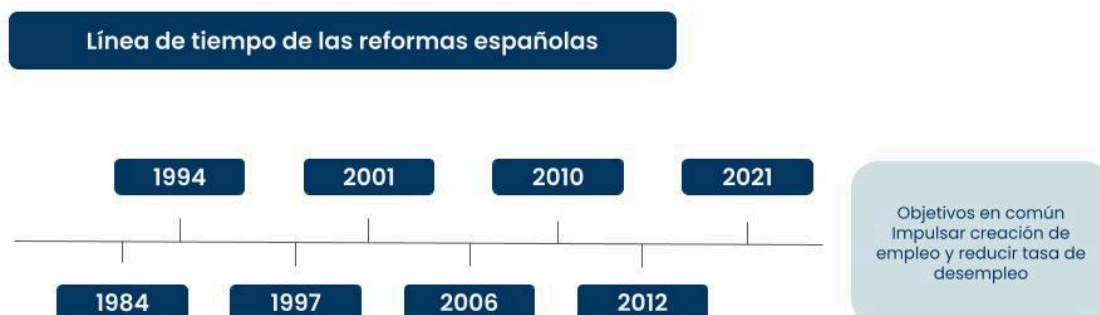 Línea de tiempo de las reformas españolas
1994
2001
2010
2021
Objetivos en común
Impulsar creación de
empleo y reducir tasa de
desempleo
1984
1997
2006
2012